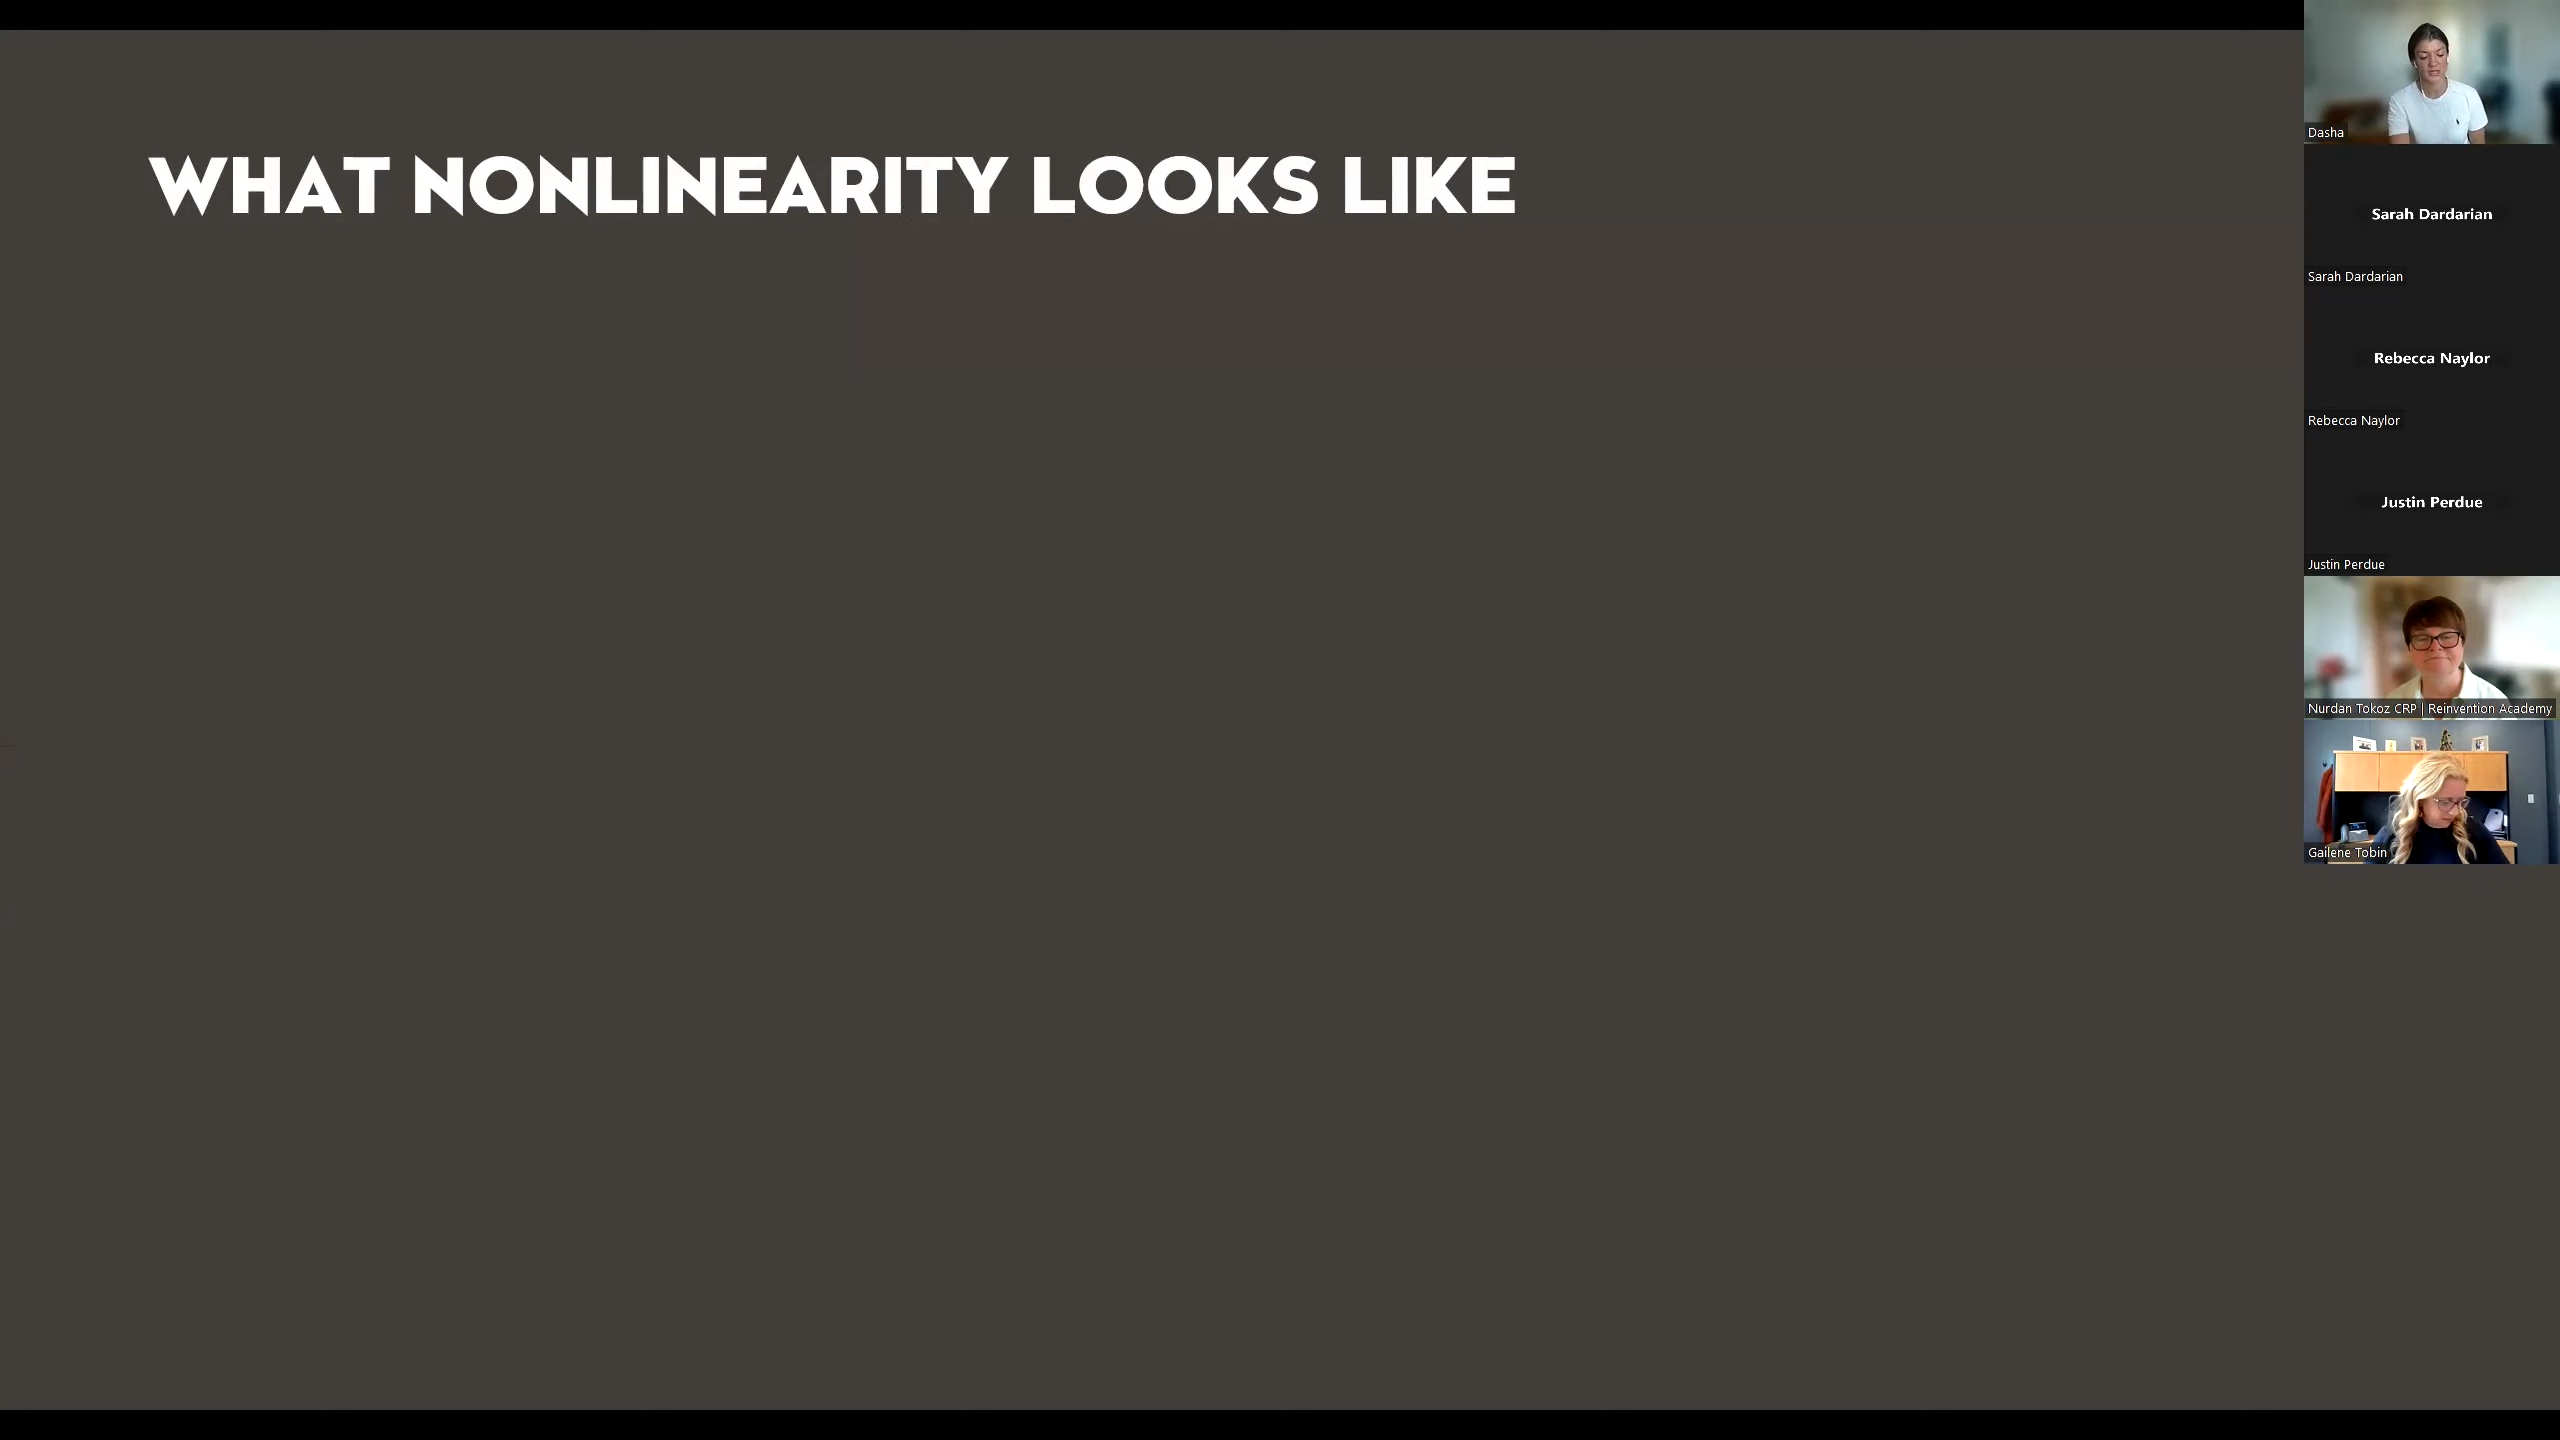 WHAT NONLINEARITY LOOKS LIKE
Dasha
Sarah Dardarian
Sarah Dardarian
Rebecca Naylor
Rebecca Naylor
Justin Perdue
Justin Perdue
Nurdan Tokoz CRP | Reinvention Academy
Gailene Tobin